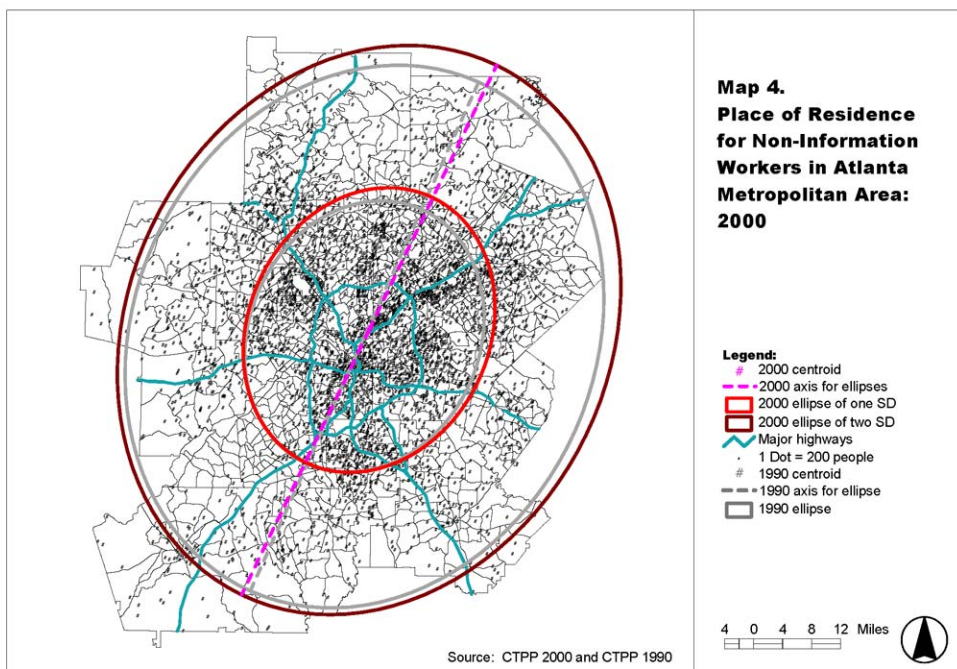 Map 4.
Place of Residence
for Non-Information
Workers in Atlanta
Metropolitan Area:
2000
Legend:
# 2000 centroid
2000 axis for ellipses
2000 ellipse of one SD
2000 ellipse of two SD
Major highways
1 Dot = 200 people
# 1990 centroid
1990 axis for ellipse
1990 ellipse
4 0 4 8 12 Miles
Source: CTPP 2000 and CTPP 1990